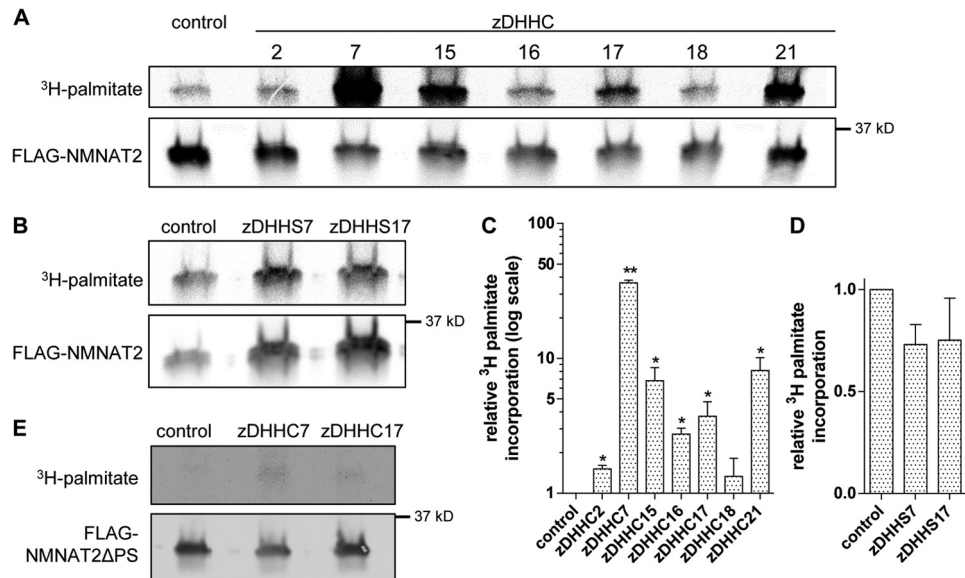 A
control
zDHHC
2 7 15 16 17 18 21
³H-palmitate
FLAG-NMNAT2
37 kD
B
control zDHHS7 zDHHS17
³H-palmitate
FLAG-NMNAT2
37 kD
C
relative ³H palmitate
incorporation (log scale)
100
50
10
5
1
** 
*
*
*
*
*
control
zDHHC2
zDHHC7
zDHHC15
zDHHC16
zDHHC17
zDHHC18
zDHHC21
D
relative ³H palmitate
incorporation
1.0
0.5
0.0
control
zDHHS7
zDHHS17
E
control zDHHC7 zDHHC17
³H-palmitate
FLAG-
NMNAT2ΔPS
37 kD